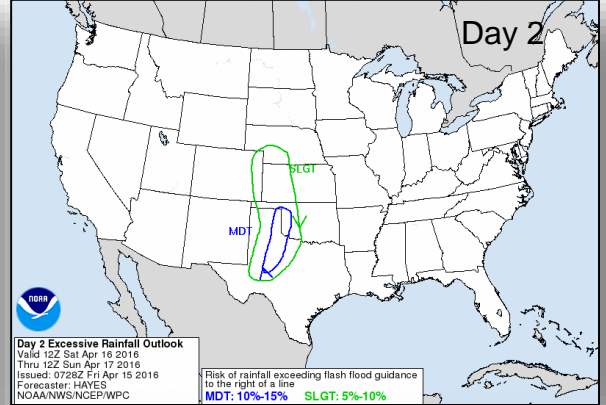 Day 2
SLGT
MDT
NOAA
Day 2 Excessive Rainfall Outlook
Valid 12Z Sat Apr 16 2016
Thru 12Z Sun Apr 17 2016
Issued: 0728Z Fri Apr 15 2016
Forecaster: HAYES
NOAA/NWS/NCEP/WPC
Risk of rainfall exceeding flash flood guidance
to the right of a line
MDT: 10%-15% SLGT: 5%-10%